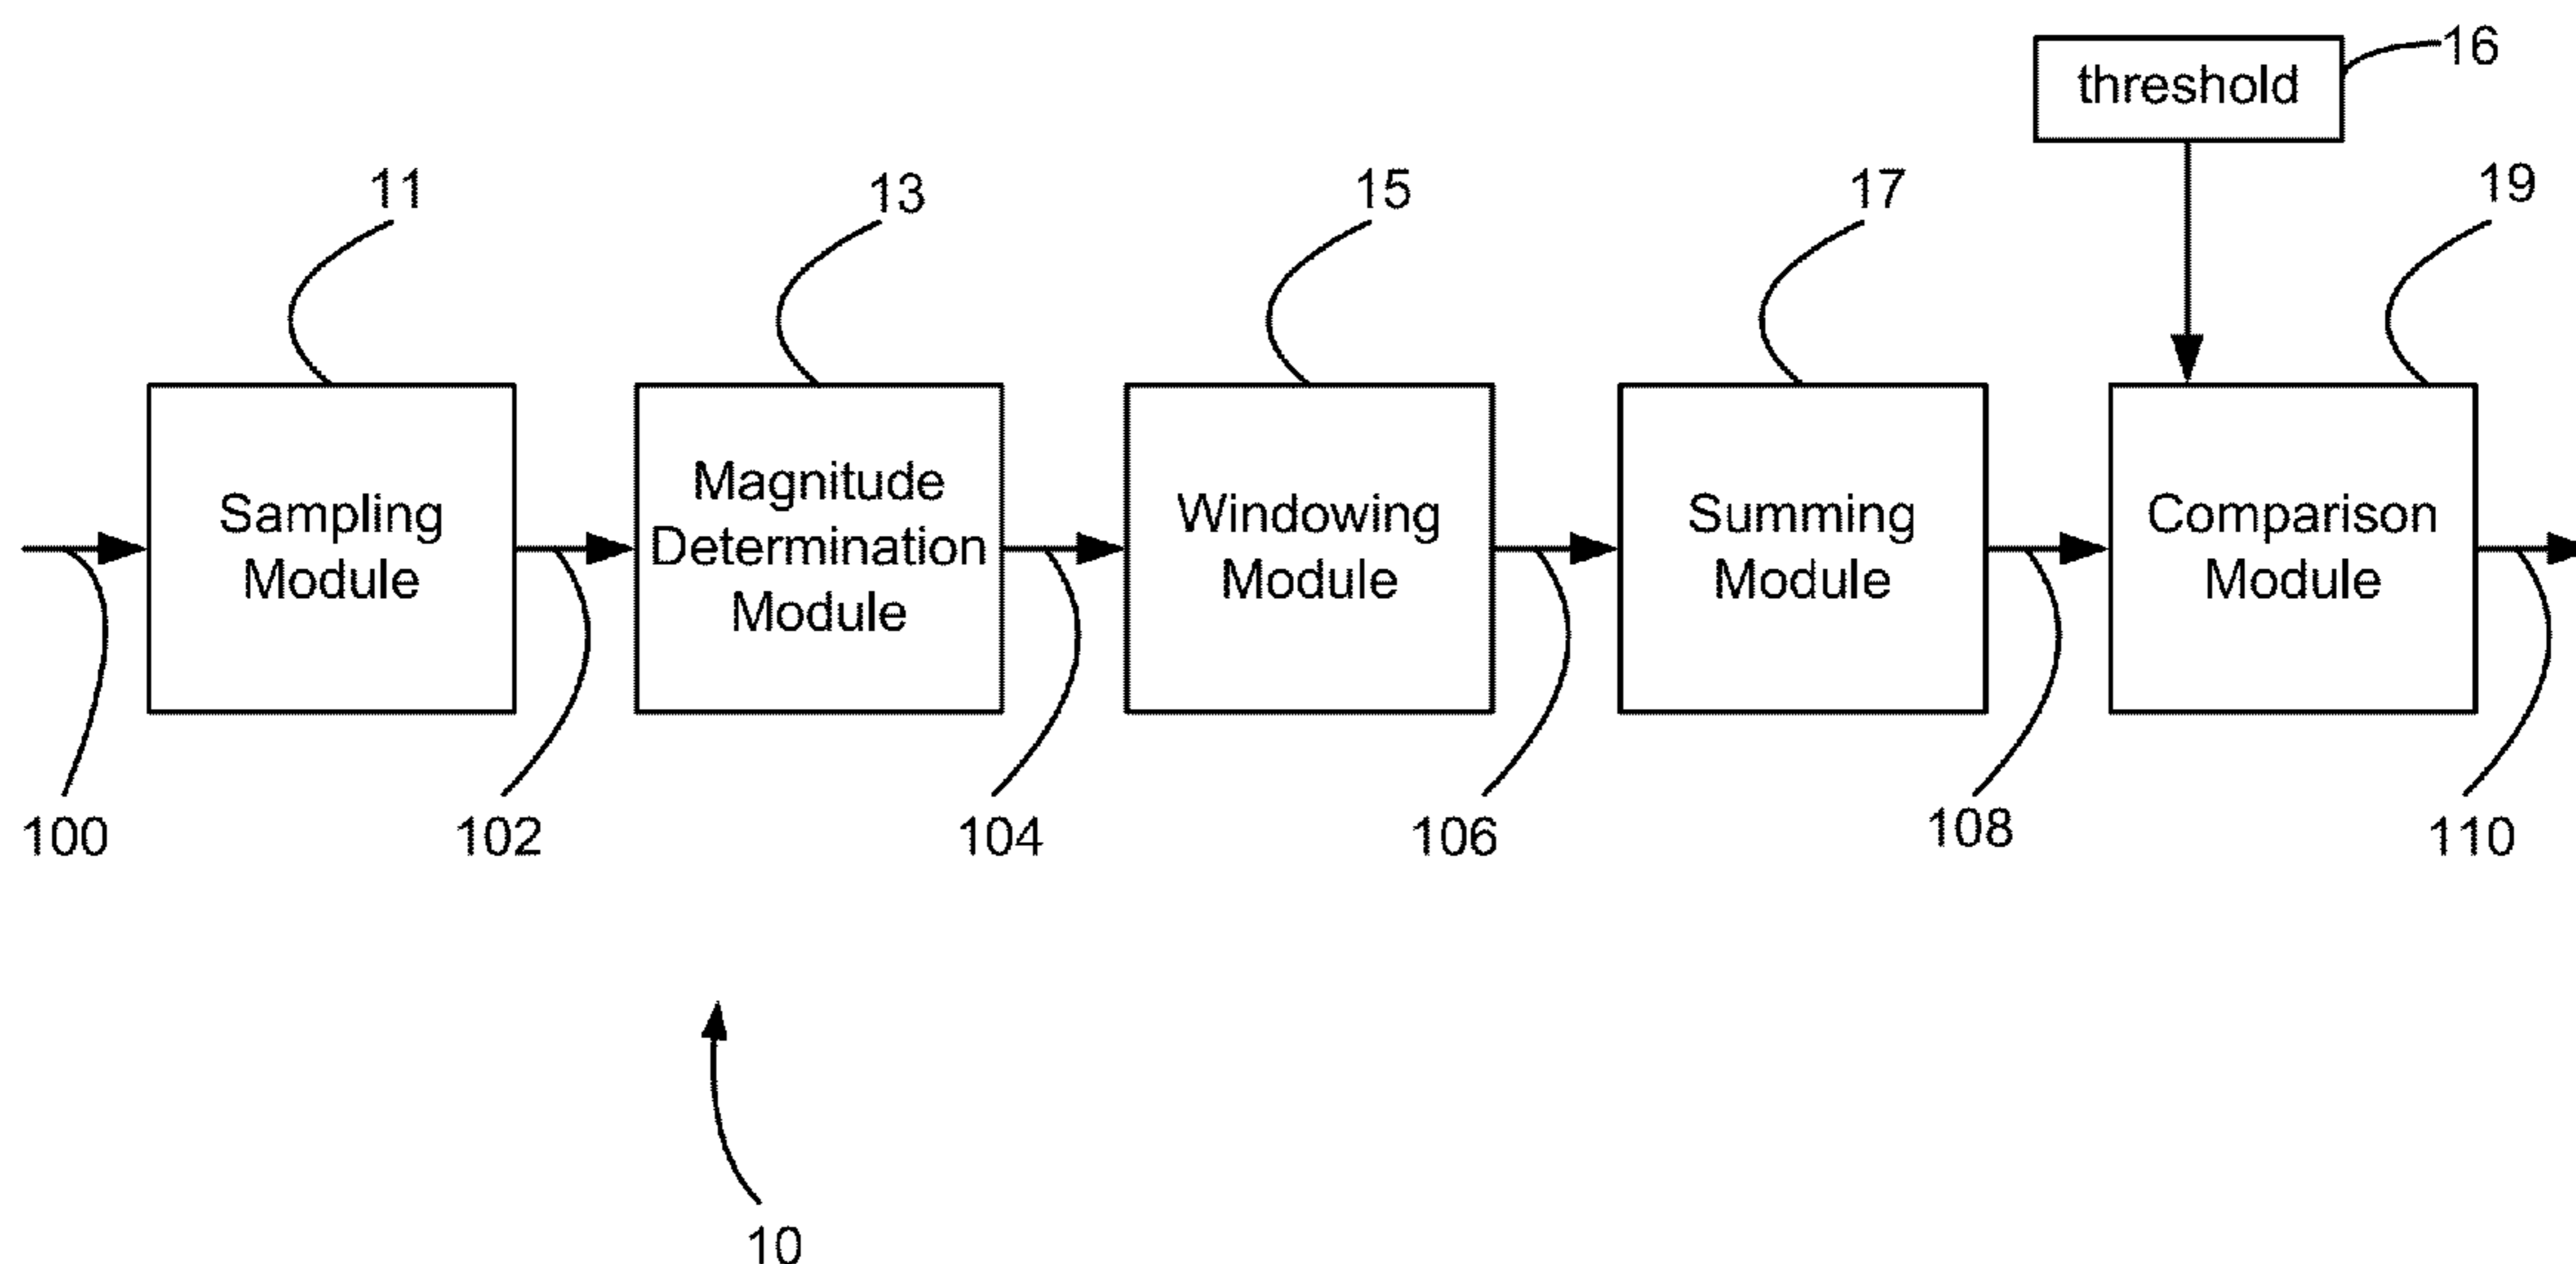 16
threshold
11
13
15
17
19
Sampling
Module
Magnitude
Determination
Module
Windowing
Module
Summing
Module
Comparison
Module
100
102
104
106
108
110
10